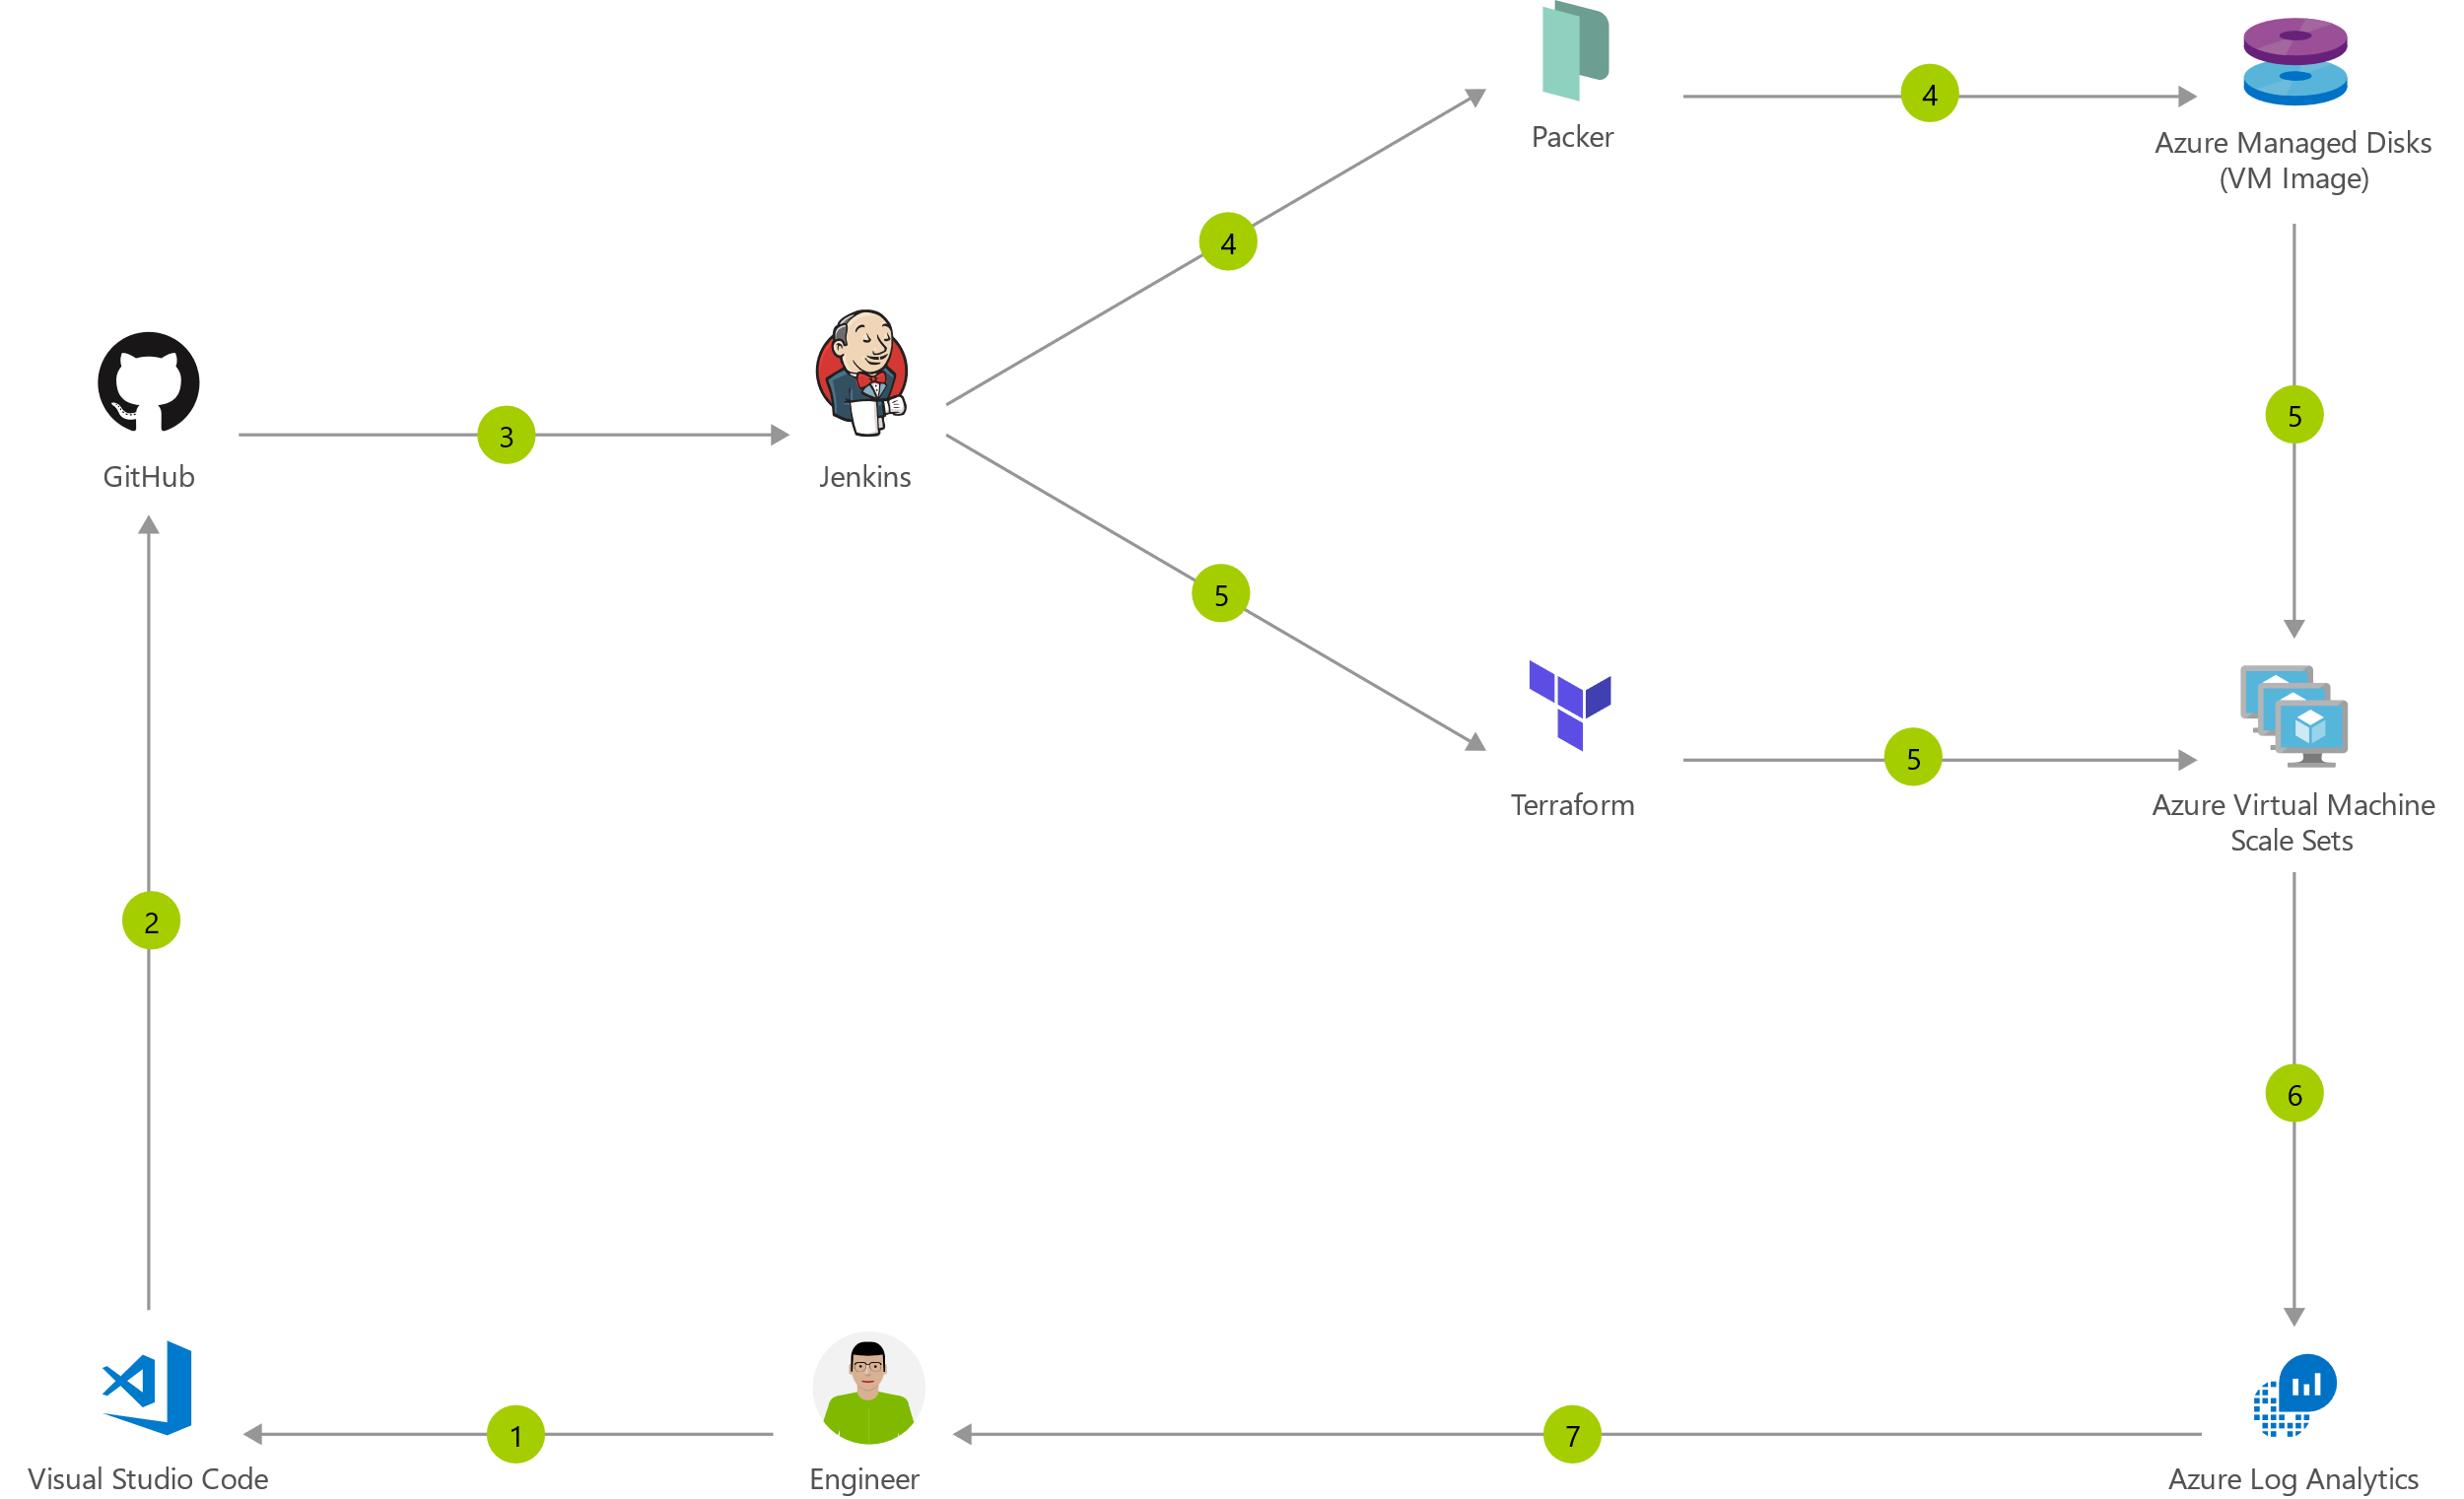 Packer
4
Azure Managed Disks
(VM Image)
4
GitHub
3
Jenkins
5
5
Terraform
5
Azure Virtual Machine
Scale Sets
2
6
Visual Studio Code
1
Engineer
7
Azure Log Analytics